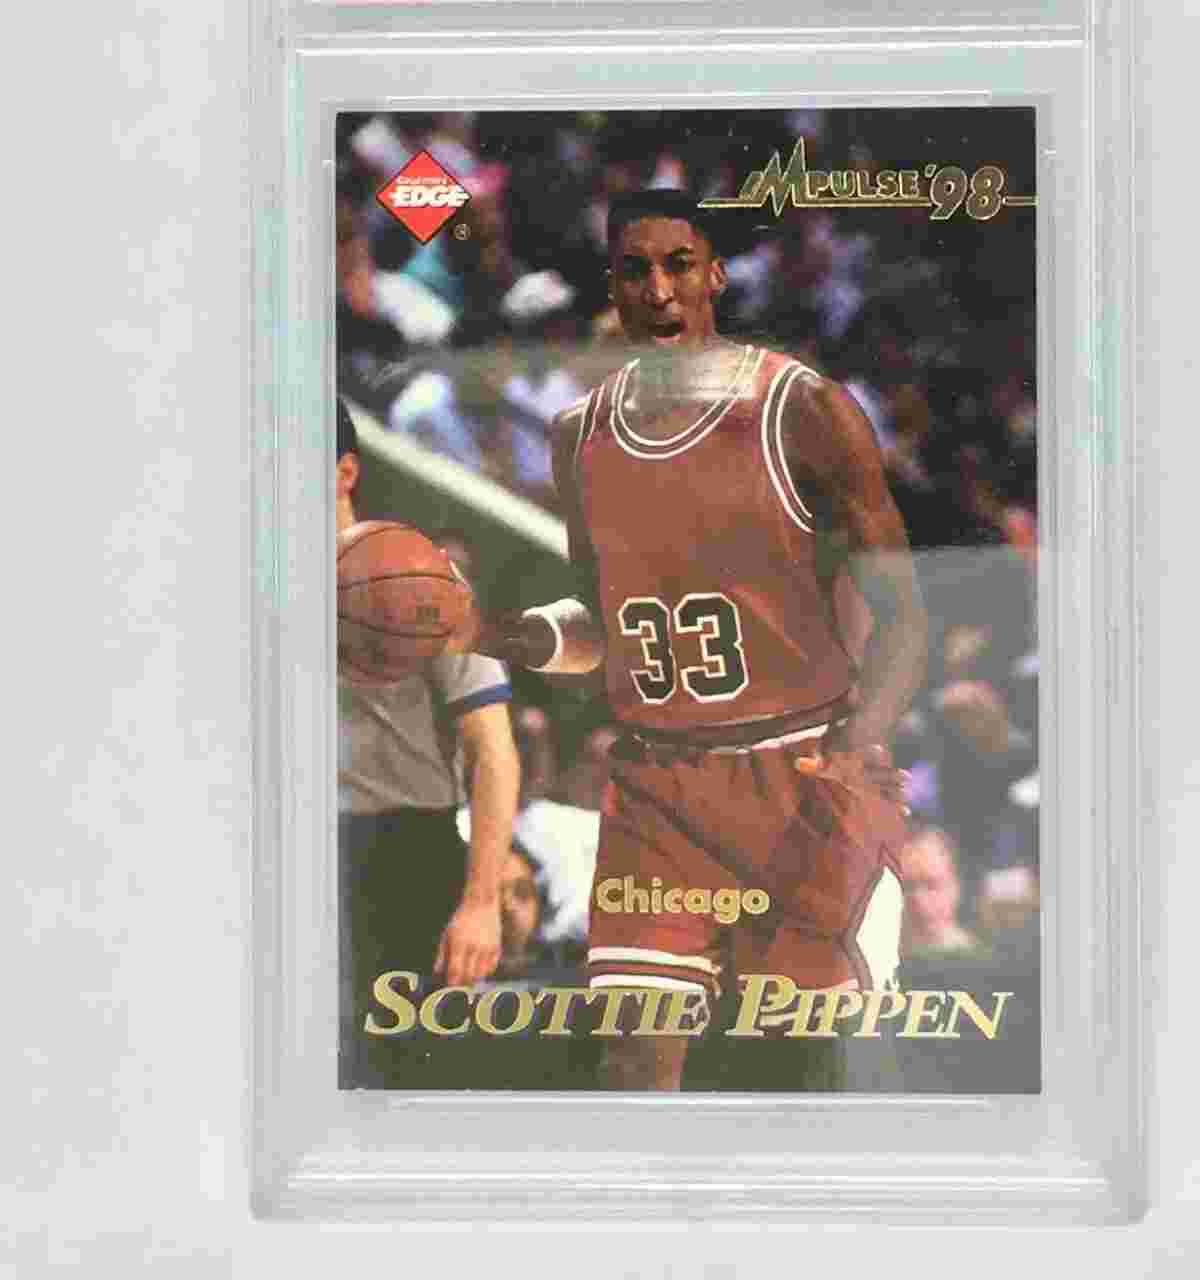 Collector's
EDGE
®
IMPULSE '98
33
Chicago
SCOTTIE PIPPEN